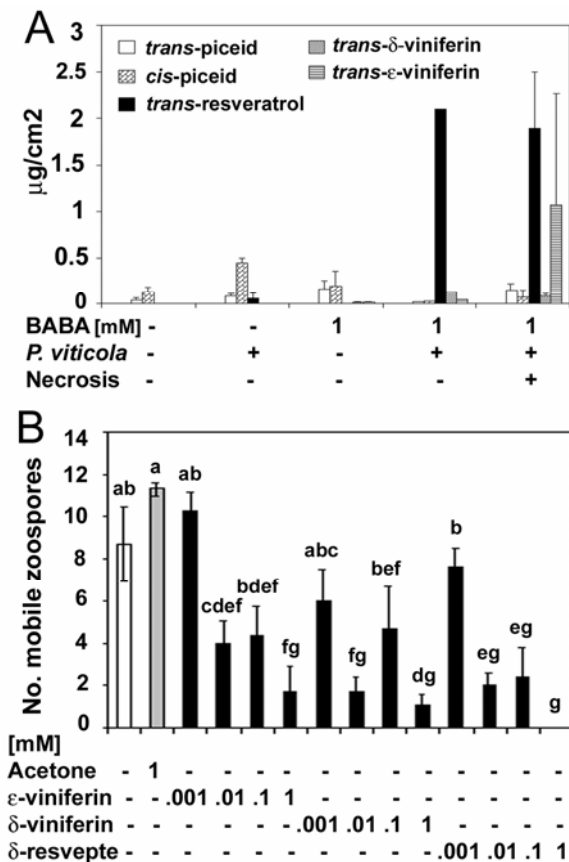 A
trans-piceid
cis-piceid
trans-resveratrol
trans-δ-viniferin
trans-ε-viniferin
3
2.5
2
1.5
1
0.5
0
μg/cm2
BABA [mM] - - 1 1 1
P. viticola - + - + +
Necrosis - - - - +
B
14
12
10
8
6
4
2
0
No. mobile zoospores
ab a ab cdef bdef fg abc fg bef dg b eg eg g
[mM]
Acetone - 1 - - - - - - - - - - - -
ε-viniferin - - .001 .01 .1 1 - - - - - - - -
δ-viniferin - - - - - - .001 .01 .1 1 - - - -
δ-resvepte - - - - - - - - - - .001 .01 .1 1